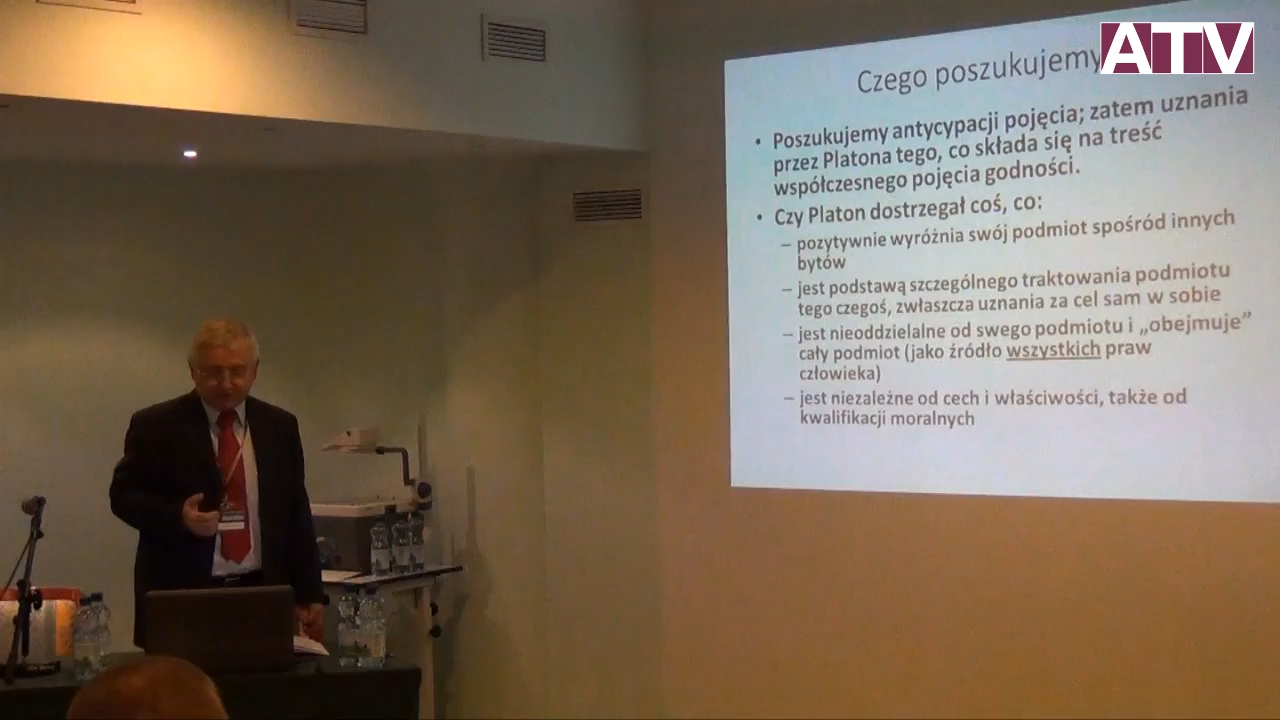 ATV
Czego poszukujemy
• Poszukujemy antycypacji pojęcia; zatem uznania
przez Platona tego, co składa się na treść
współczesnego pojęcia godności.
• Czy Platon dostrzegał coś, co:
– pozytywnie wyróżnia swój podmiot spośród innych
bytów
– jest podstawą szczególnego traktowania podmiotu
tego czegoś, zwłaszcza uznania za cel sam w sobie
– jest nieoddzielalne od swego podmiotu i „obejmuje”
cały podmiot (jako źródło wszystkich praw
człowieka)
– jest niezależne od cech i właściwości, także od
kwalifikacji moralnych